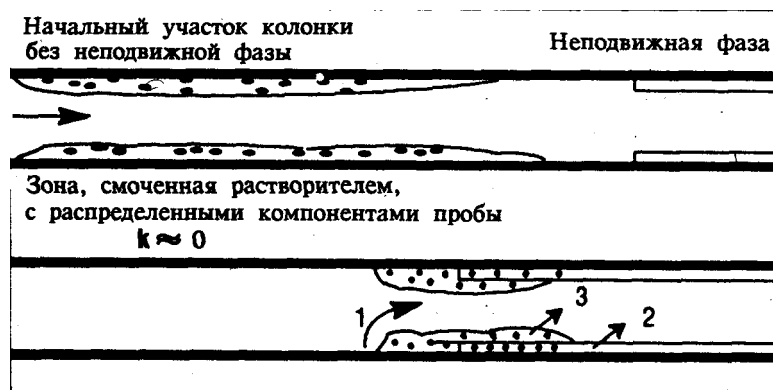 Начальный участок колонки
без неподвижной фазы
Неподвижная фаза
Зона, смоченная растворителем,
с распределенными компонентами пробы
k ≈ 0
1
3
2